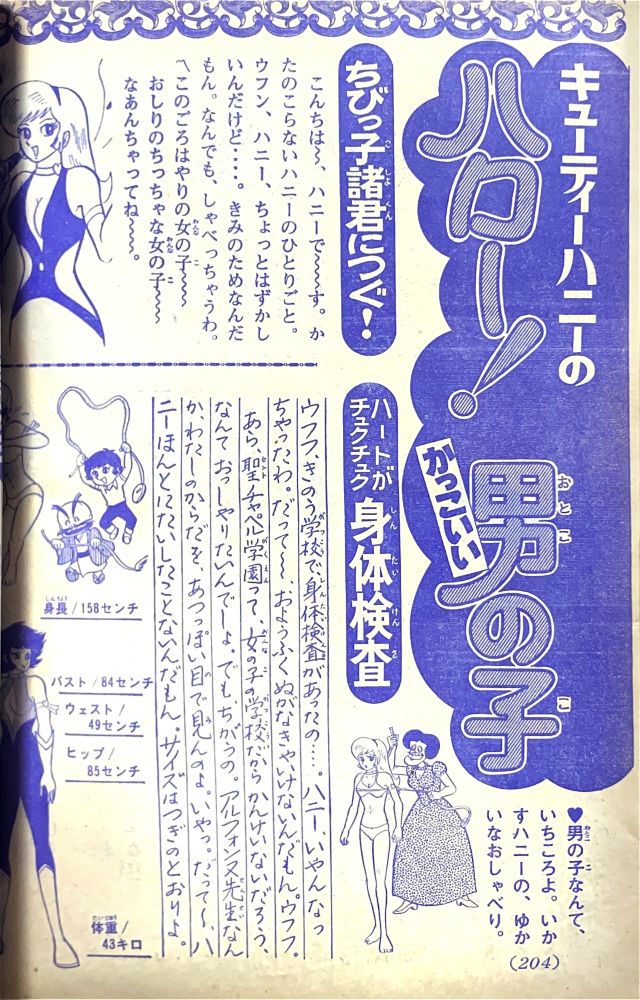 キューティーハニーの
ハロー!
かっこいい
男の子
♥男の子なんて、
いちころよ。いか
すハニーの、ゆか
いなおしゃべり。
(204)
ちびっ子諸君につぐ!
こんちは〜、ハニーで〜〜す。か
たのこらないハニーのひとりごと。
ウフン、ハニー、ちょっとはずかし
いんだけど‥‥。きみのためなんだ
もん。なんでも、しゃべっちゃうわ。
〽このごろはやりの女の子〜〜
おしりのちっちゃな女の子〜〜
なあんちゃってね〜〜。
ハートが
チュクチュク
身体検査
ウフフ、きのう学校で、身体検査があったの‥‥。ハニー、いやんなっ
ちゃったわ。だって〜、おようふくぬがなきゃいけないんだもん。ウフフ。
あら、聖チャペル学園って、女の子の学校だからかんけいないだろう、
なんておっしゃりたいんでしょ。でもちがうの。アルフォンヌ先生なん
か、わたしのからだを、あつっぽい目で見んのよ。いやっ。だって〜、ハ
ニーほんとにたいしたことないんだもん。サイズはつぎのとおりよ。
身長/158センチ
バスト/84センチ
ウェスト/
49センチ
ヒップ/
85センチ
体重/
43キロ